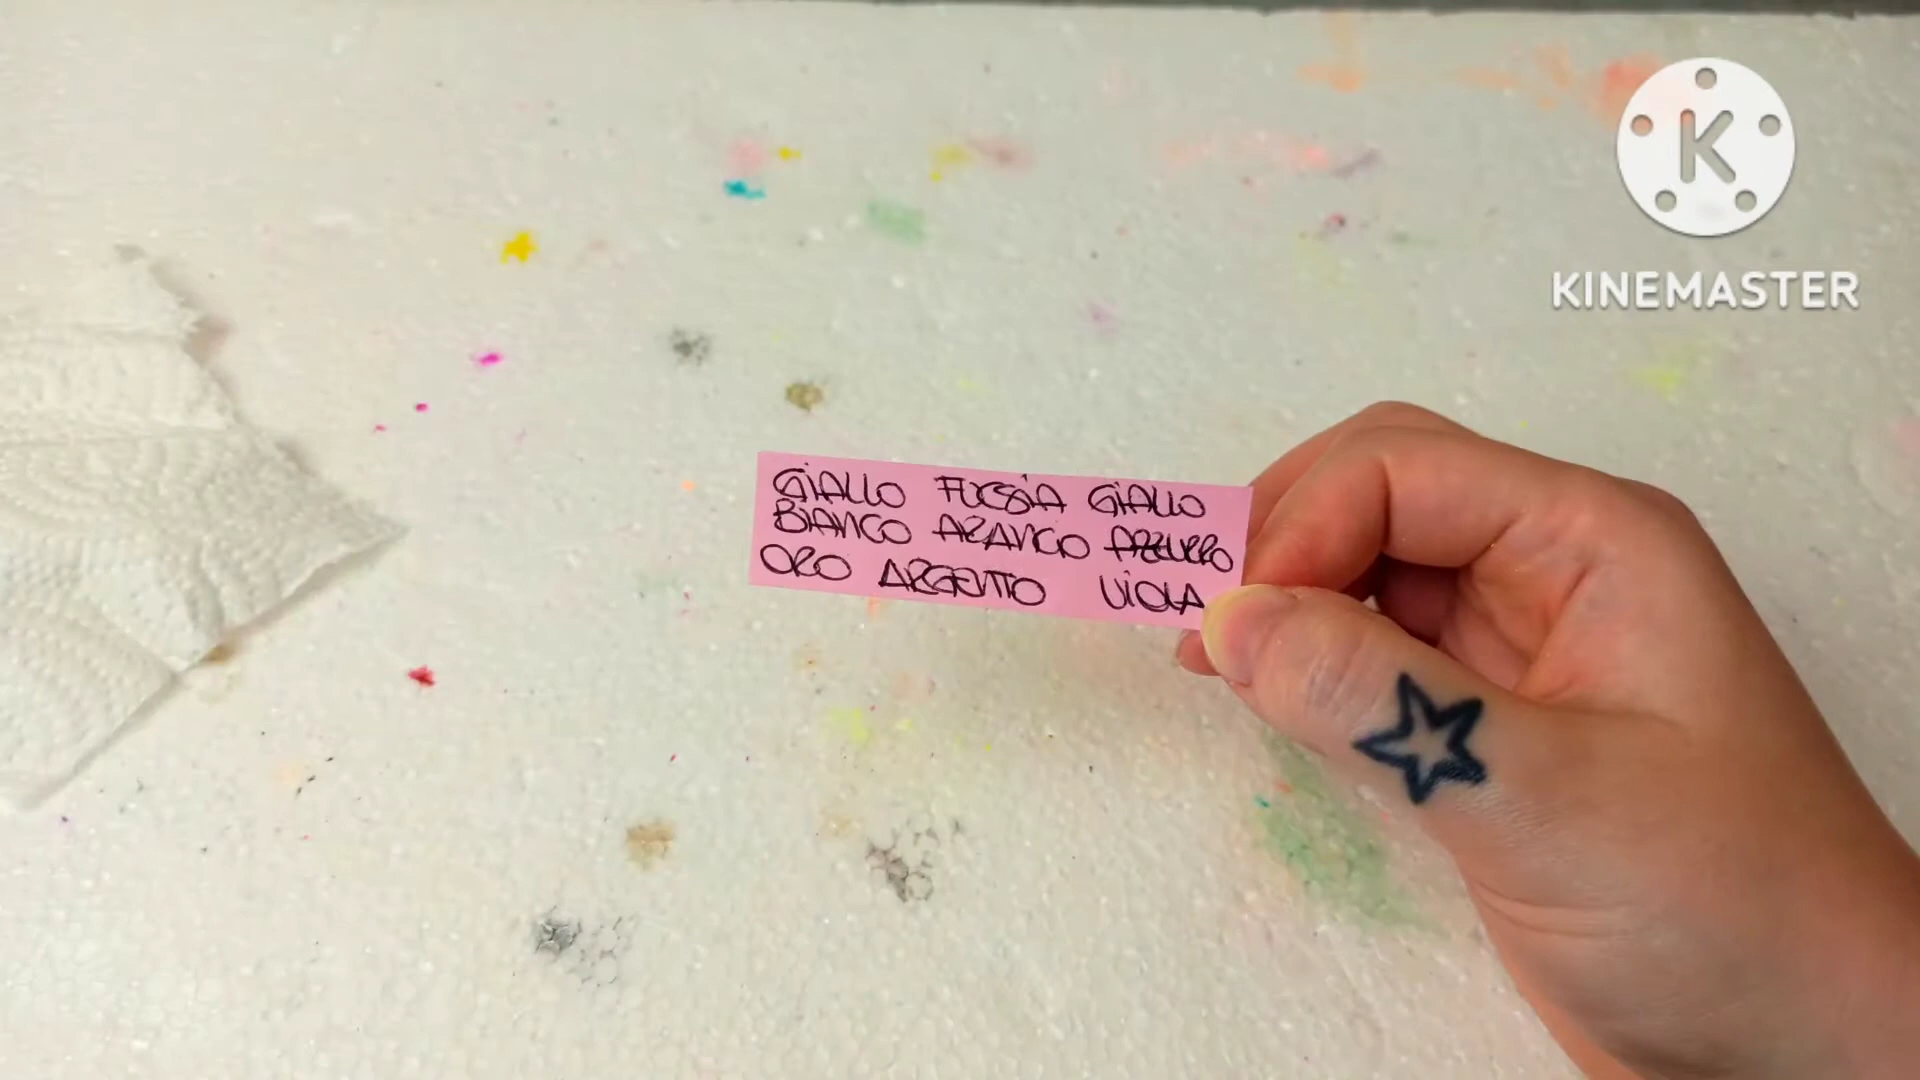 GiALLO FUCSiA GiALLO
BIANCO ARANCIO AZZURRO
ORO ARGENTO ViOLA
K
KINEMASTER